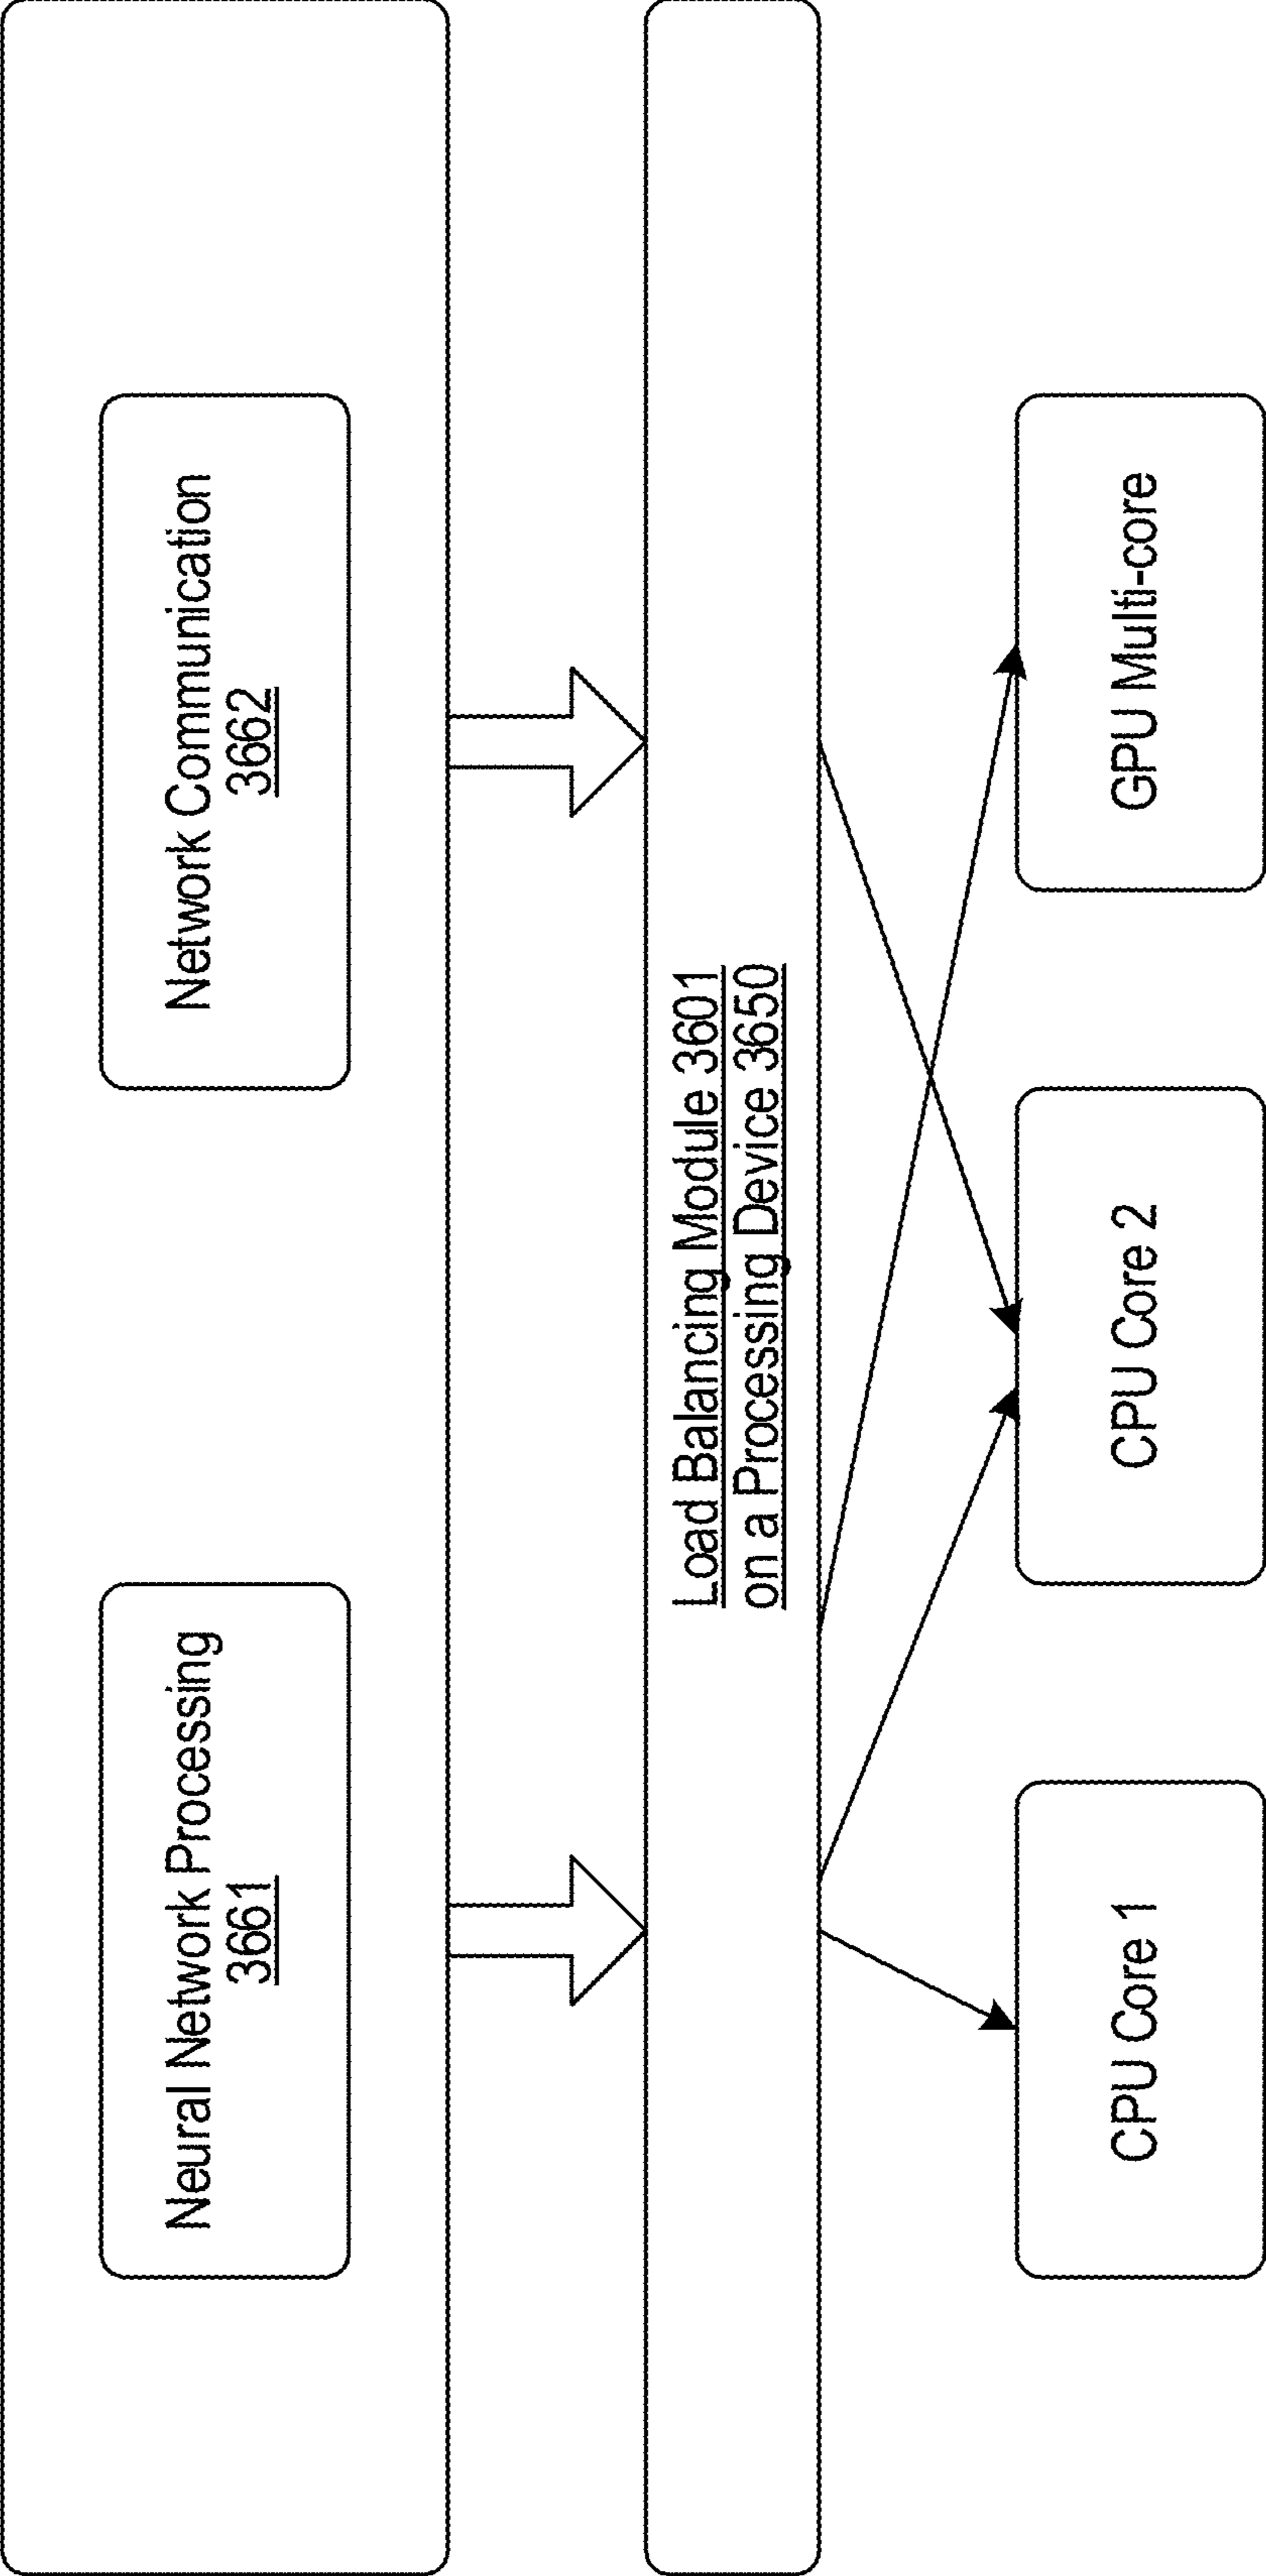 Neural Network Processing
3661
Network Communication
3662
Load Balancing Module 3601
on a Processing Device 3650
CPU Core 1
CPU Core 2
GPU Multi-core